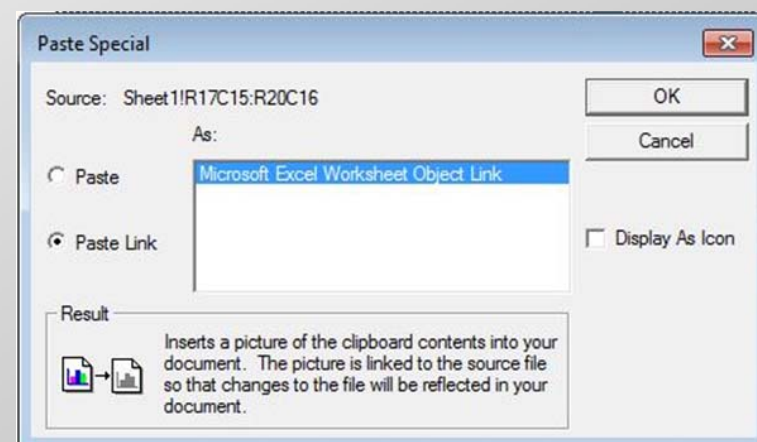 Paste Special
Source: Sheet1!R17C15:R20C16
OK
As:
Cancel
Paste
Microsoft Excel Worksheet Object Link
Paste Link
Display As Icon
Result
Inserts a picture of the clipboard contents into your
document. The picture is linked to the source file
so that changes to the file will be reflected in your
document.